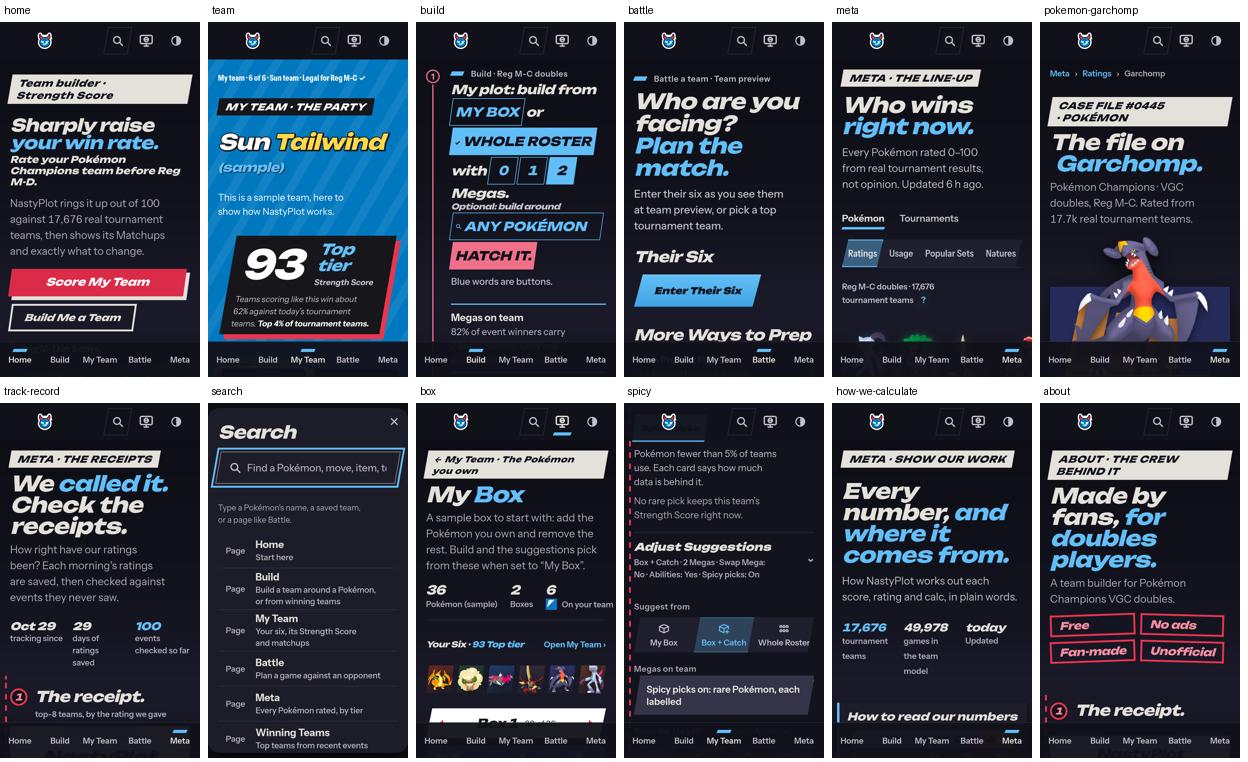 home
team
build
battle
meta
pokemon-garchomp
Team builder ·
Strength Score
Sharply raise
your win rate.
Rate your Pokémon
Champions team before Reg
M-D.
NastyPlot rings it up out of 100
against 17,676 real tournament
teams, then shows its Matchups
and exactly what to change.
Score My Team
Build Me a Team
Home
Build
My Team
Battle
Meta
My team · 6 of 6 · Sun team · Legal for Reg M-C ✓
MY TEAM · THE PARTY
Sun Tailwind
(sample)
This is a sample team, here to
show how NastyPlot works.
93
Top
tier
Strength Score
Teams scoring like this win about
62% against today's tournament
teams. Top 4% of tournament teams.
Home
Build
My Team
Battle
Meta
1
Build · Reg M-C doubles
My plot: build from
MY BOX or
✓ WHOLE ROSTER
with 0 1 2
Megas.
Optional: build around
ANY POKÉMON
HATCH IT.
Blue words are buttons.
Megas on team
82% of event winners carry
Home
Build
My Team
Battle
Meta
Battle a team · Team preview
Who are you
facing?
Plan the
match.
Enter their six as you see them
at team preview, or pick a top
tournament team.
Their Six
Enter Their Six
More Ways to Prep
Home
Build
My Team
Battle
Meta
META · THE LINE-UP
Who wins
right now.
Every Pokémon rated 0–100
from real tournament results,
not opinion. Updated 6 h ago.
Pokémon
Tournaments
Ratings
Usage
Popular Sets
Natures
Reg M-C doubles · 17,676
tournament teams ?
Home
Build
My Team
Battle
Meta
Meta › Ratings › Garchomp
CASE FILE #0445
· POKÉMON
The file on
Garchomp.
Pokémon Champions · VGC
doubles, Reg M-C. Rated from
17.7k real tournament teams.
Home
Build
My Team
Battle
Meta
track-record
search
box
spicy
how-we-calculate
about
META · THE RECEIPTS
We called it.
Check the
receipts.
How right have our ratings
been? Each morning's ratings
are saved, then checked against
events they never saw.
Oct 29
tracking since
29
days of
ratings
saved
100
events
checked so far
1
The receipt.
top-8 teams, by the rating we gave
Home
Build
My Team
Battle
Meta
Search
×
Find a Pokémon, move, item, t
Type a Pokémon's name, a saved team,
or a page like Battle.
Page
Home
Start here
Page
Build
Build a team around a Pokémon,
or from winning teams
Page
My Team
Your six, its Strength Score
and matchups
Page
Battle
Plan a game against an opponent
Page
Meta
Every Pokémon rated, by tier
Page
Winning Teams
Top teams from recent events
← My Team · The Pokémon
you own
My Box
A sample box to start with: add the
Pokémon you own and remove the
rest. Build and the suggestions pick
from these when set to “My Box”.
36
Pokémon (sample)
2
Boxes
6
On your team
Your Six · 93 Top tier
Open My Team ›
Home
Build
My Team
Battle
Meta
Pokémon fewer than 5% of teams
use. Each card says how much
data is behind it.
No rare pick keeps this team's
Strength Score right now.
Adjust Suggestions
Box + Catch · 2 Megas · Swap Mega:
No · Abilities: Yes · Spicy picks: On
Suggest from
My Box
Box + Catch
Whole Roster
Megas on team
Spicy picks on: rare Pokémon, each
labelled
Home
Build
My Team
Battle
Meta
META · SHOW OUR WORK
Every
number, and
where it
comes from.
How NastyPlot works out each
score, rating and calc, in plain words.
17,676
tournament
teams
49,978
games in
the team
model
today
Updated
How to read our numbers
Home
Build
My Team
Battle
Meta
ABOUT · THE CREW
BEHIND IT
Made by
fans, for
doubles
players.
A team builder for Pokémon
Champions VGC doubles.
Free
No ads
Fan-made
Unofficial
1
The receipt.
Home
Build
My Team
Battle
Meta